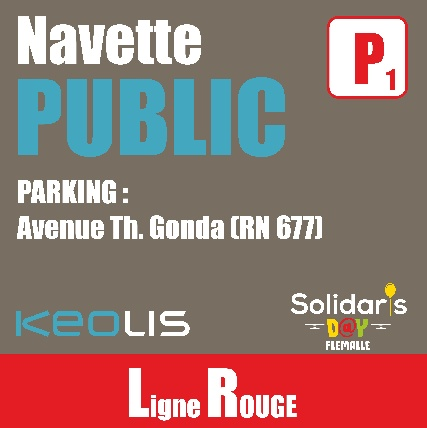 Navette
P1
PUBLIC
PARKING :
Avenue Th. Gonda (RN 677)
KEOLIS
Solidaris
D@Y
FLEMALLE
Ligne ROUGE